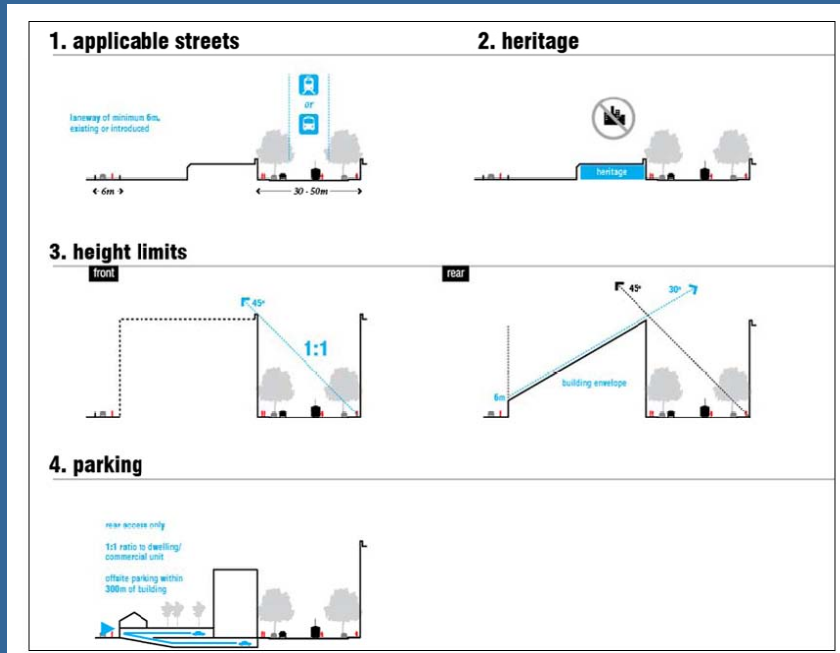 1. applicable streets
laneway of minimum 6m,
existing or introduced
or
6m
30 - 50m
2. heritage
heritage
3. height limits
front
45°
1:1
rear
45°
30°
6m
building envelope
4. parking
rear access only
1:1 ratio to dwelling/
commercial unit
offsite parking within
300m of building